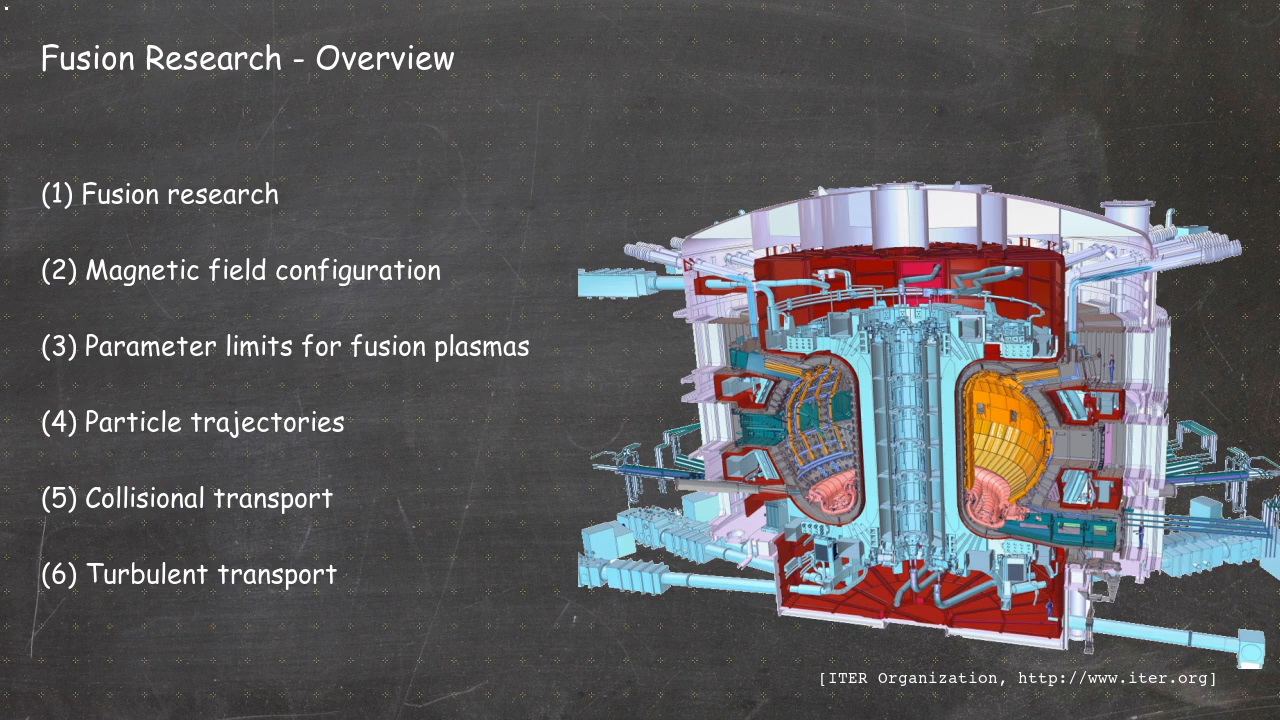 Fusion Research - Overview
(1) Fusion research
(2) Magnetic field configuration
(3) Parameter limits for fusion plasmas
(4) Particle trajectories
(5) Collisional transport
(6) Turbulent transport
[ITER Organization, http://www.iter.org]